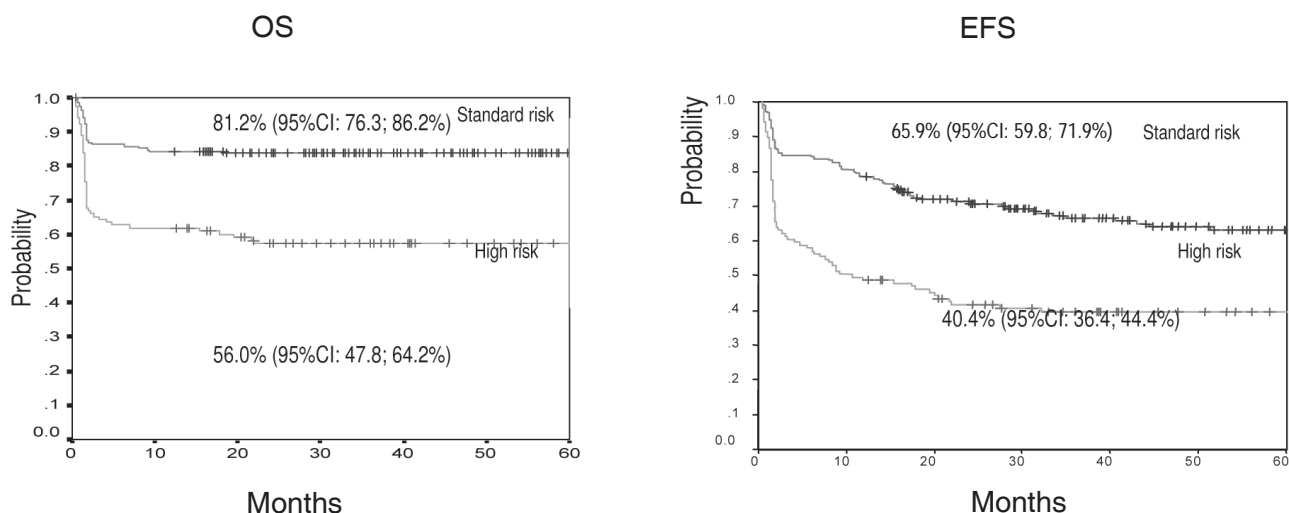 OS
1.0
.9
.8
.7
.6
.5
.4
.3
.2
.1
0.0
Probability
81.2% (95%CI: 76.3; 86.2%)
Standard risk
High risk
56.0% (95%CI: 47.8; 64.2%)
0 10 20 30 40 50 60
Months
EFS
1.0
.9
.8
.7
.6
.5
.4
.3
.2
.1
0.0
Probability
65.9% (95%CI: 59.8; 71.9%)
Standard risk
High risk
40.4% (95%CI: 36.4; 44.4%)
0 10 20 30 40 50 60
Months